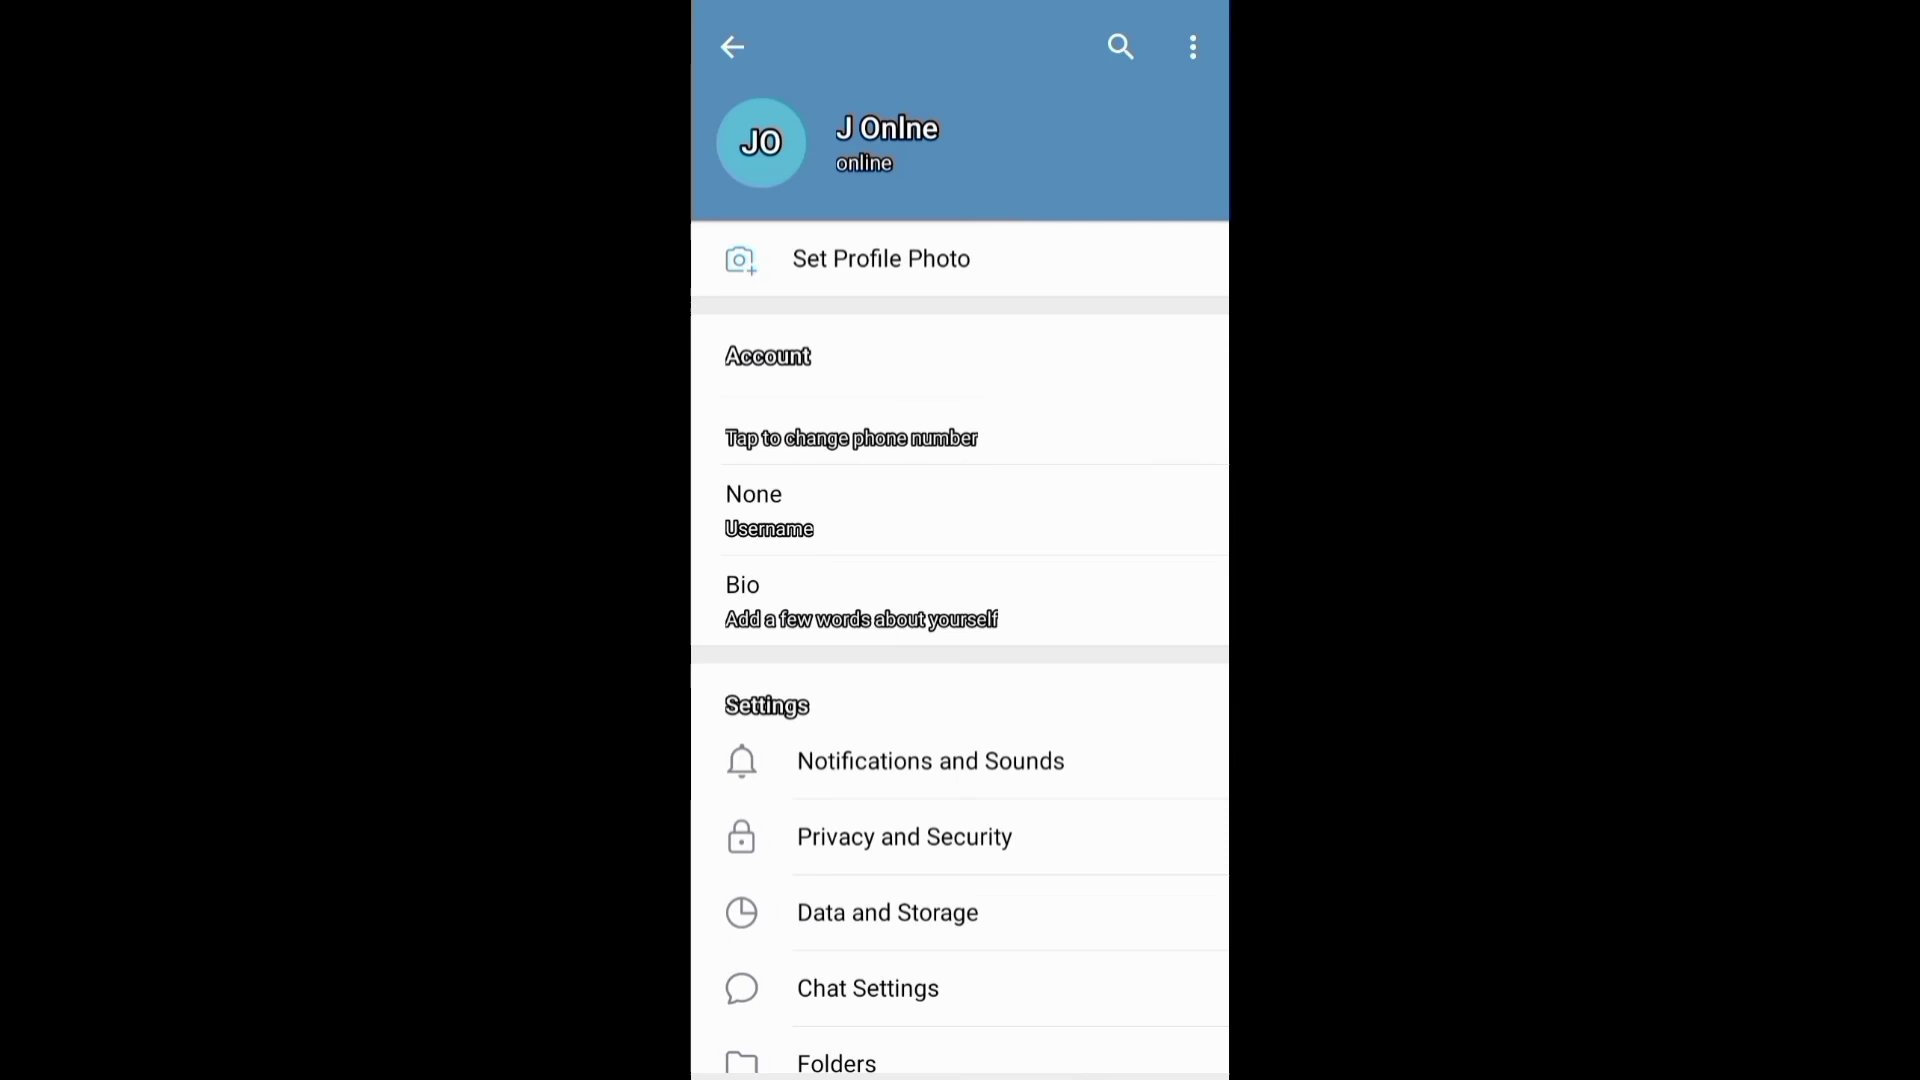 JO
J Onlne
online
Set Profile Photo
Account
Tap to change phone number
None
Username
Bio
Add a few words about yourself
Settings
Notifications and Sounds
Privacy and Security
Data and Storage
Chat Settings
Folders